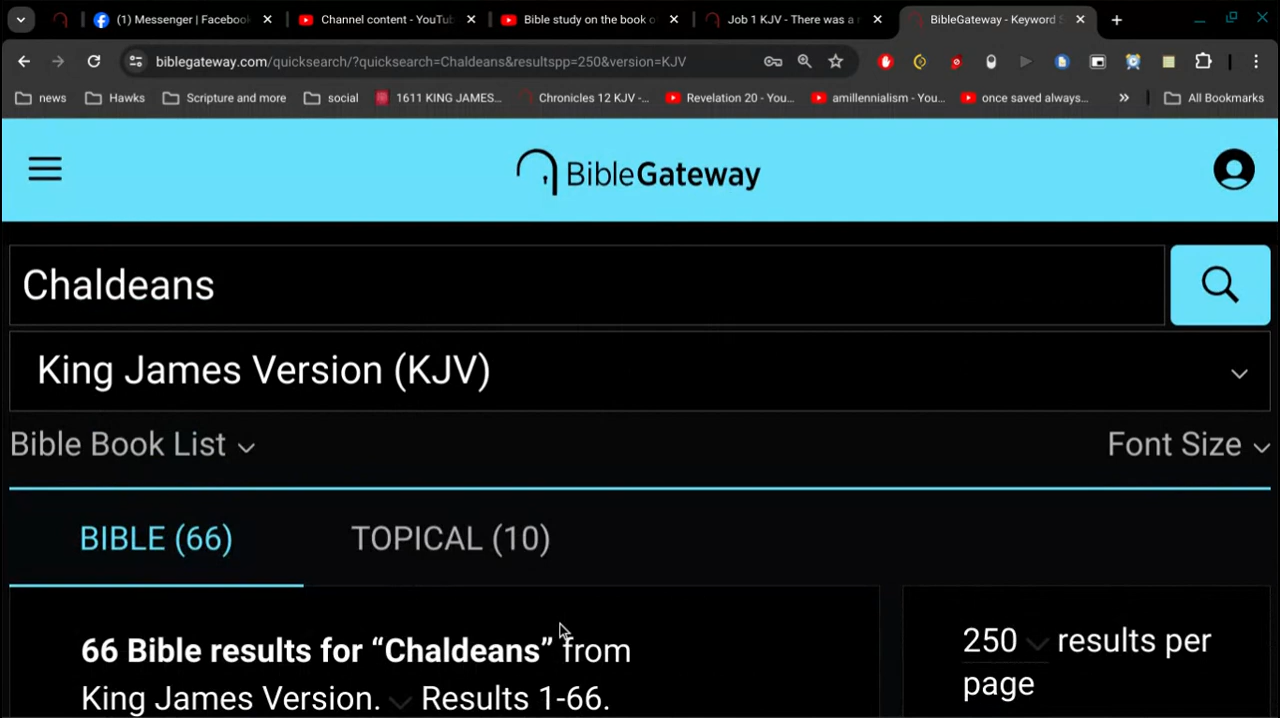 (1) Messenger | Facebook
Channel content - YouTu
Bible study on the book o
Job 1 KJV - There was a
BibleGateway - Keyword S
biblegateway.com/quicksearch/?quicksearch=Chaldeans&resultspp=250&version=KJV
news
Hawks
Scripture and more
social
1611 KING JAMES...
Chronicles 12 KJV -...
Revelation 20 - You...
amillennialism - You...
once saved always...
»
All Bookmarks
BibleGateway
Chaldeans
King James Version (KJV)
Bible Book List
Font Size
BIBLE (66)
TOPICAL (10)
66 Bible results for “Chaldeans” from
King James Version. Results 1-66.
250 results per
page